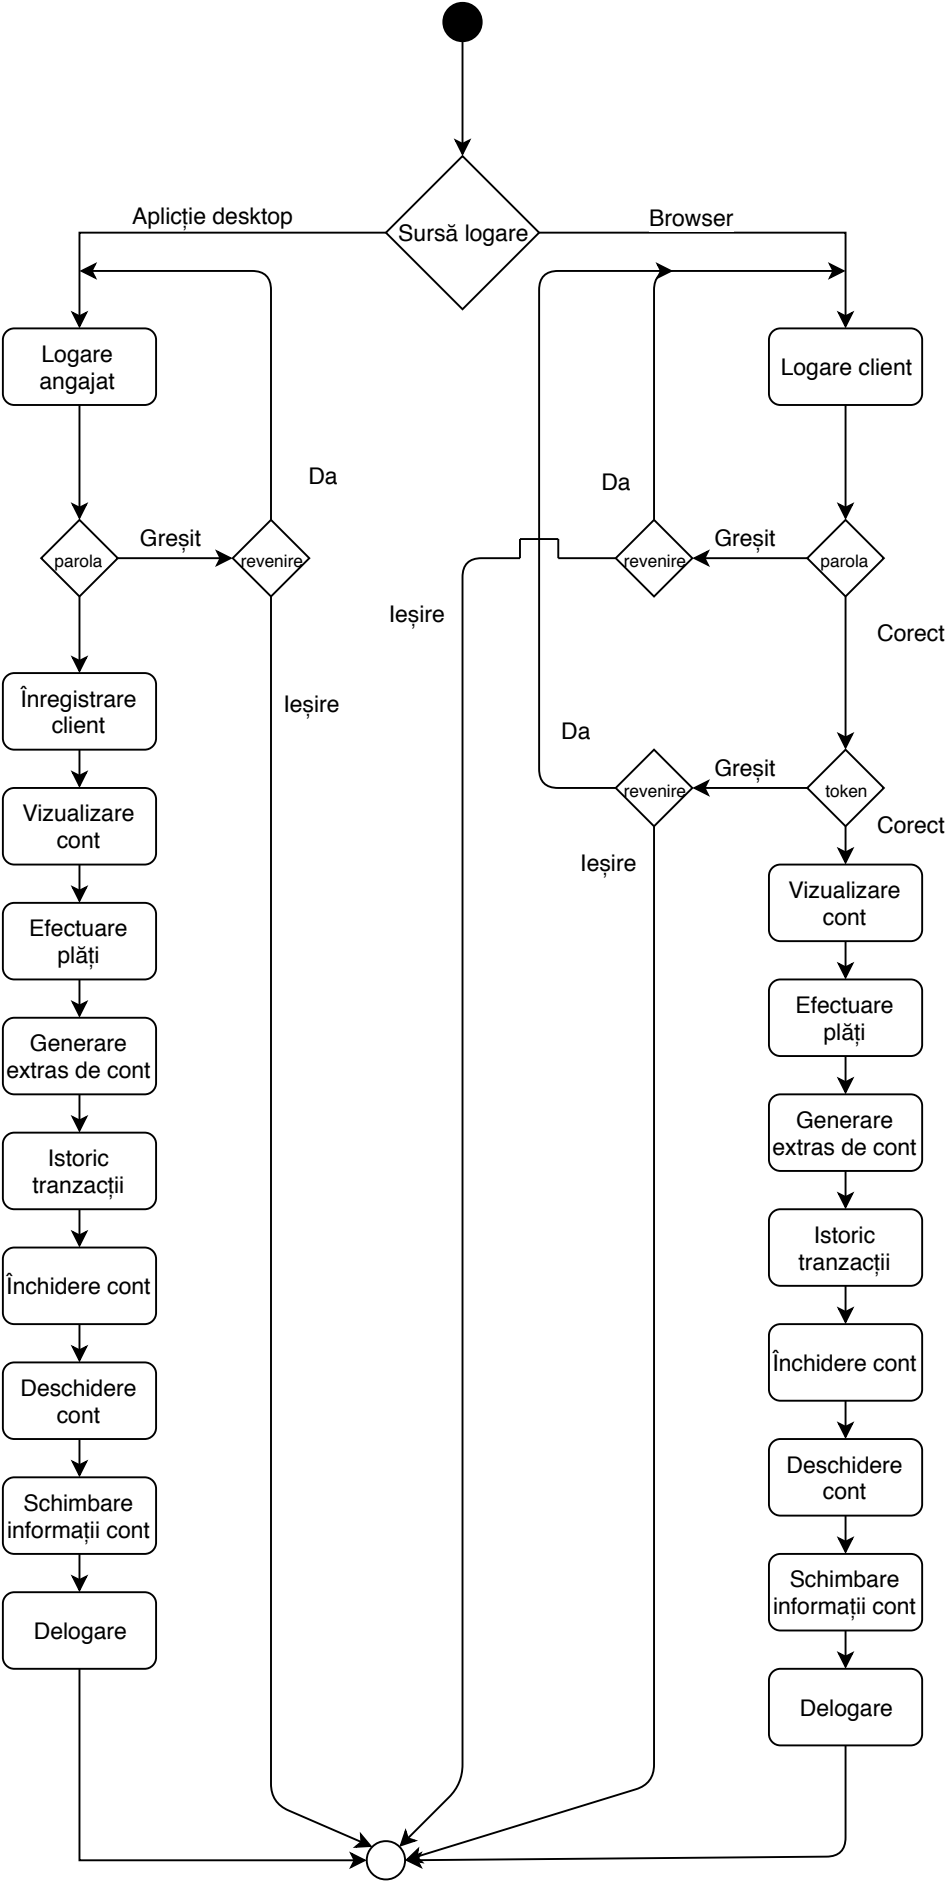 Aplicție desktop
Browser
Sursă logare
Logare
angajat
Logare client
Da
Da
parola
Greșit
revenire
revenire
Greșit
parola
Ieșire
Corect
Înregistrare
client
Ieșire
Da
revenire
Greșit
token
Corect
Vizualizare
cont
Ieșire
Vizualizare
cont
Efectuare
plăți
Efectuare
plăți
Generare
extras de cont
Generare
extras de cont
Istoric
tranzacții
Istoric
tranzacții
Închidere cont
Închidere cont
Deschidere
cont
Deschidere
cont
Schimbare
informații cont
Schimbare
informații cont
Delogare
Delogare